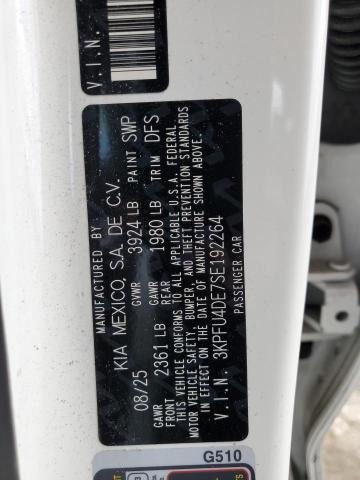 V.I.N.
MANUFACTURED BY
KIA MEXICO, S.A. DE C.V.
08/25 GVWR 3924 LB PAINT SWP
GAWR FRONT 2361 LB GAWR REAR 1980 LB TRIM DFS
THIS VEHICLE CONFORMS TO ALL APPLICABLE U.S.A. FEDERAL
MOTOR VEHICLE SAFETY, BUMPER, AND THEFT PREVENTION STANDARDS
IN EFFECT ON THE DATE OF MANUFACTURE SHOWN ABOVE.
V.I.N. : 3KPFU4DE7SE192264
PASSENGER CAR
G510